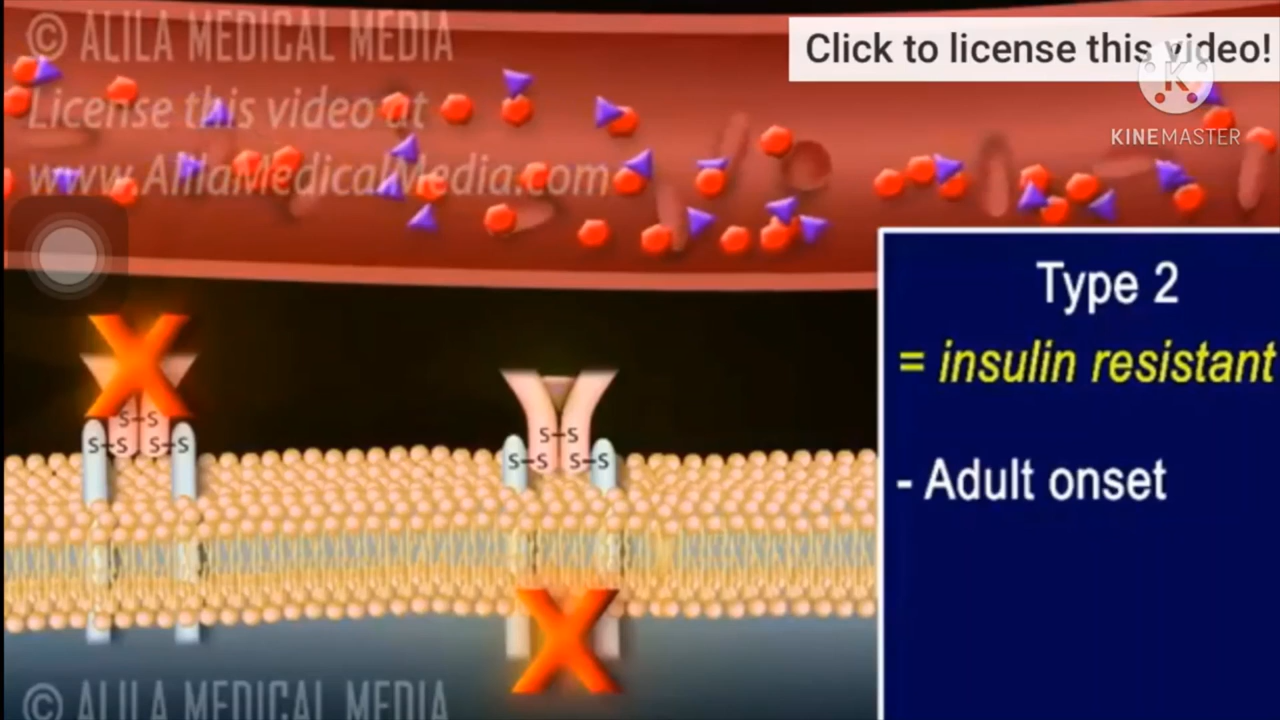 © ALILA MEDICAL MEDIA
Click to license this video!
License this video at
www.AlilaMedicalMedia.com
K
KINEMASTER
Type 2
= insulin resistant
- Adult onset
S-S
S-S S-S
S-S
S-S S-S
© ALILA MEDICAL MEDIA